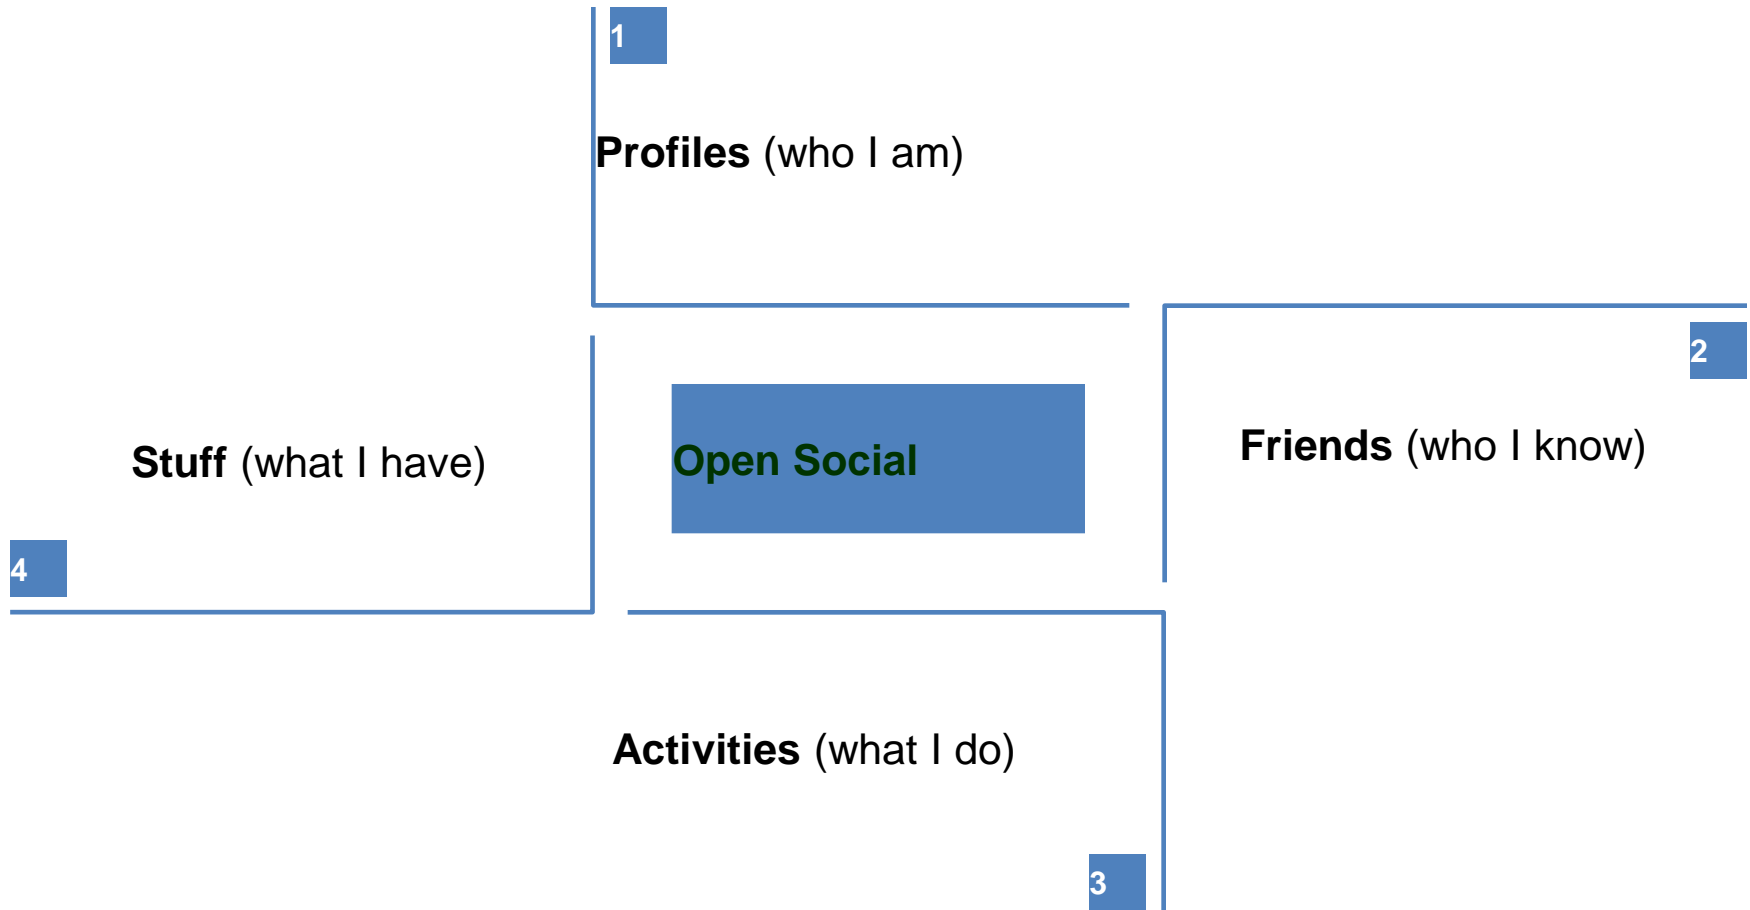 1
Profiles (who I am)
2
Friends (who I know)
Open Social
Stuff (what I have)
4
Activities (what I do)
3